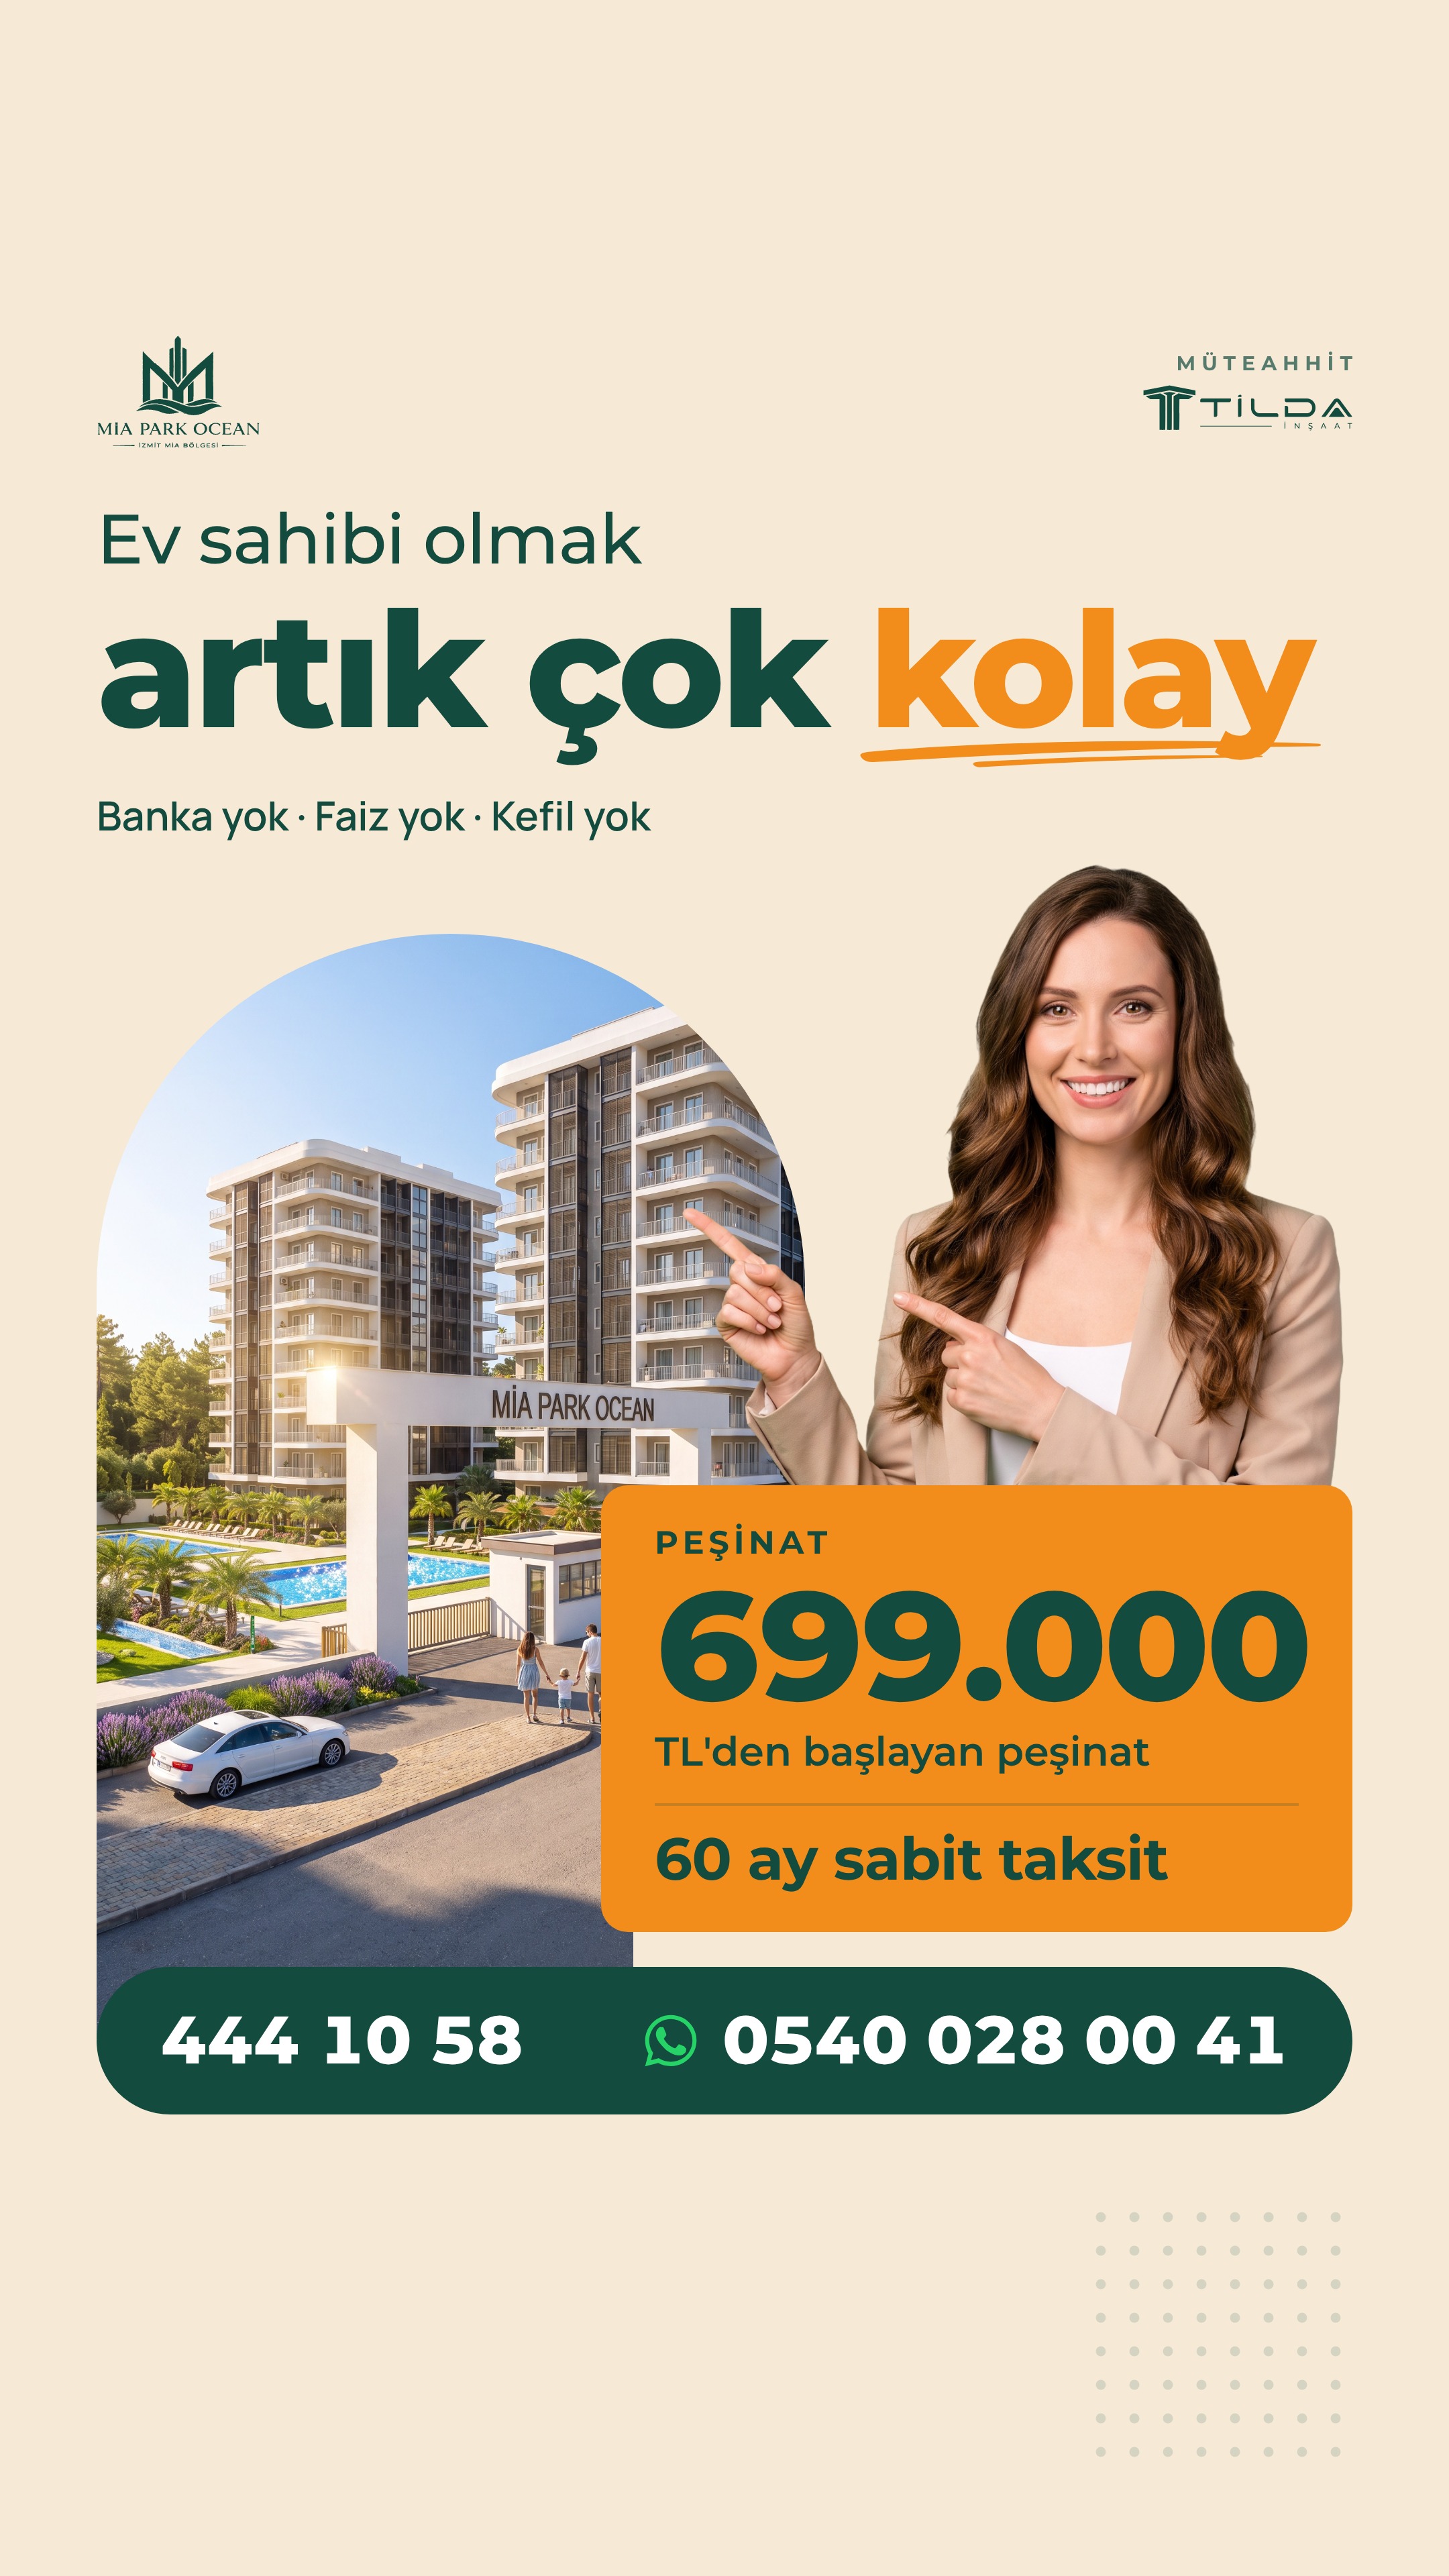 MİA PARK OCEAN
İZMİT MİA BÖLGESİ
MÜTEAHHİT
TİLDA
İNŞAAT
Ev sahibi olmak
artık çok kolay
Banka yok · Faiz yok · Kefil yok
MİA PARK OCEAN
PEŞİNAT
699.000
TL'den başlayan peşinat
60 ay sabit taksit
444 10 58
0540 028 00 41